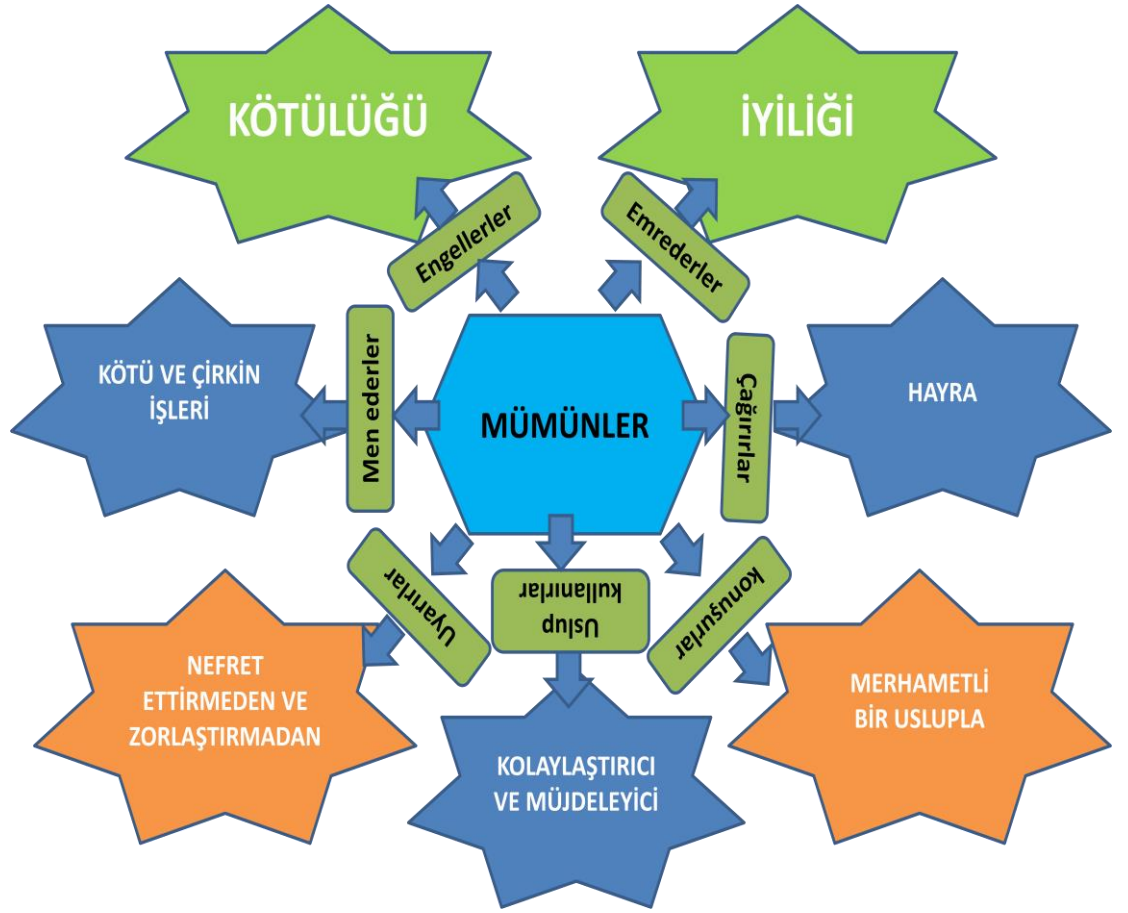 KÖTÜLÜĞÜ
İYİLİĞİ
Engellerler
Emrederler
KÖTÜ VE ÇİRKİN
İŞLERİ
Men ederler
MÜMÜNLER
Çağırırlar
HAYRA
Uyarırlar
Uslup
kullanırlar
konuşurlar
NEFRET
ETTİRMEDEN VE
ZORLAŞTIRMADAN
KOLAYLAŞTIRICI
VE MÜJDELEYİCİ
MERHAMETLİ
BİR USLUPLA